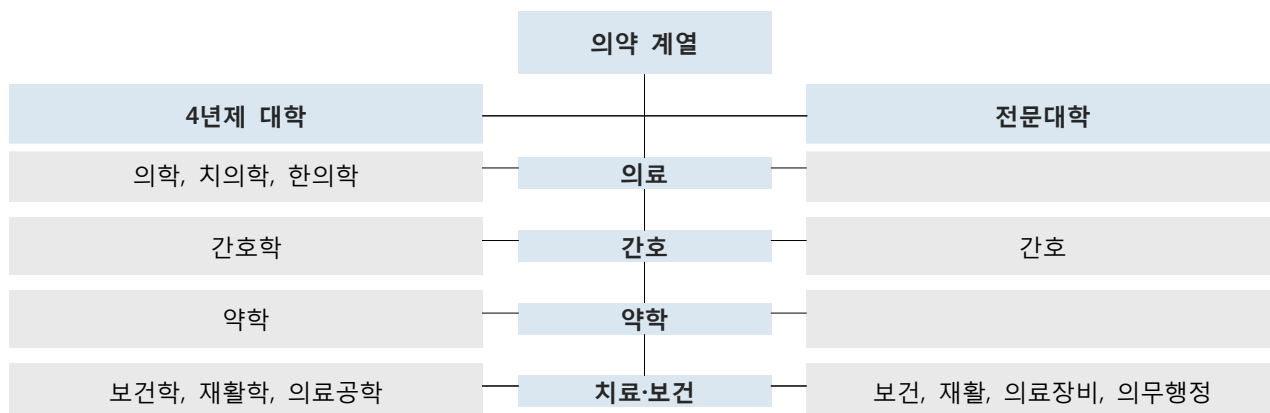 의약 계열
4년제 대학
전문대학
의학, 치의학, 한의학
의료
간호학
간호
간호
약학
약학
보건학, 재활학, 의료공학
치료·보건
보건, 재활, 의료장비, 의무행정